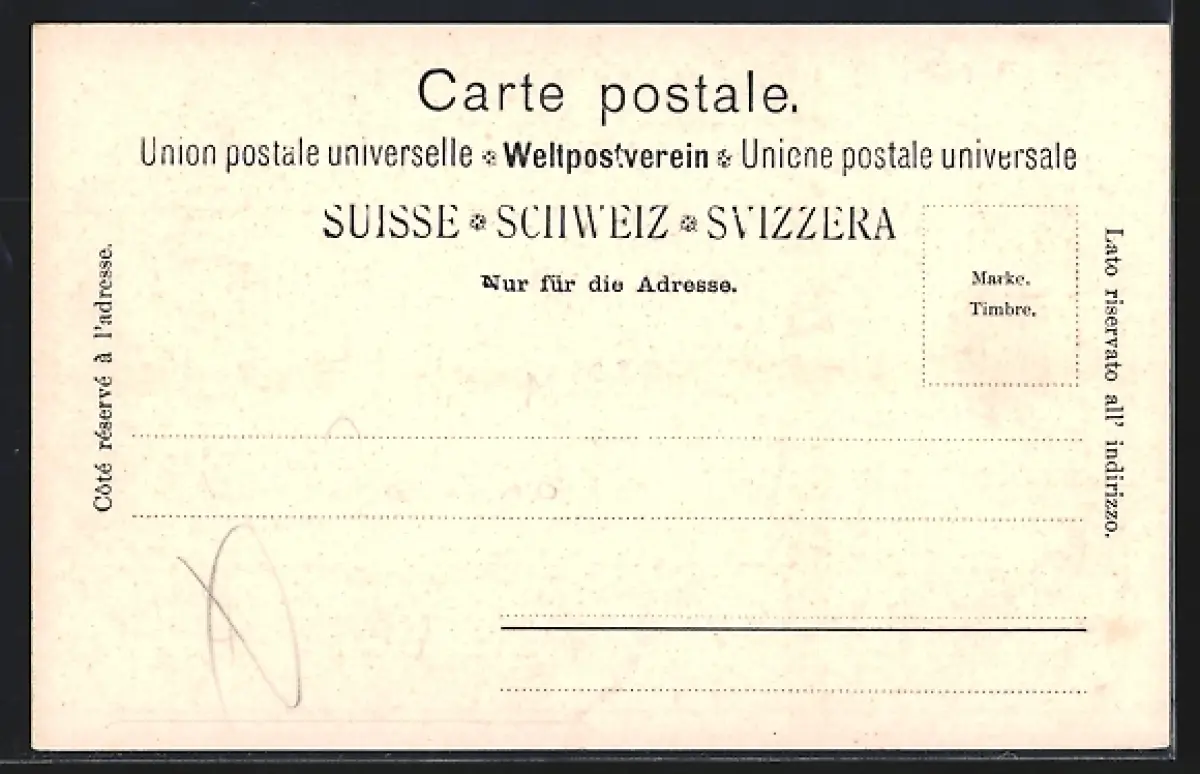 Carte postale.
Union postale universelle * Weltpostverein * Unione postale universale
SUISSE * SCHWEIZ * SVIZZERA
Nur für die Adresse.
Marke.
Timbre.
Côté réservé à l'adresse.
Lato riservato all' indirizzo.